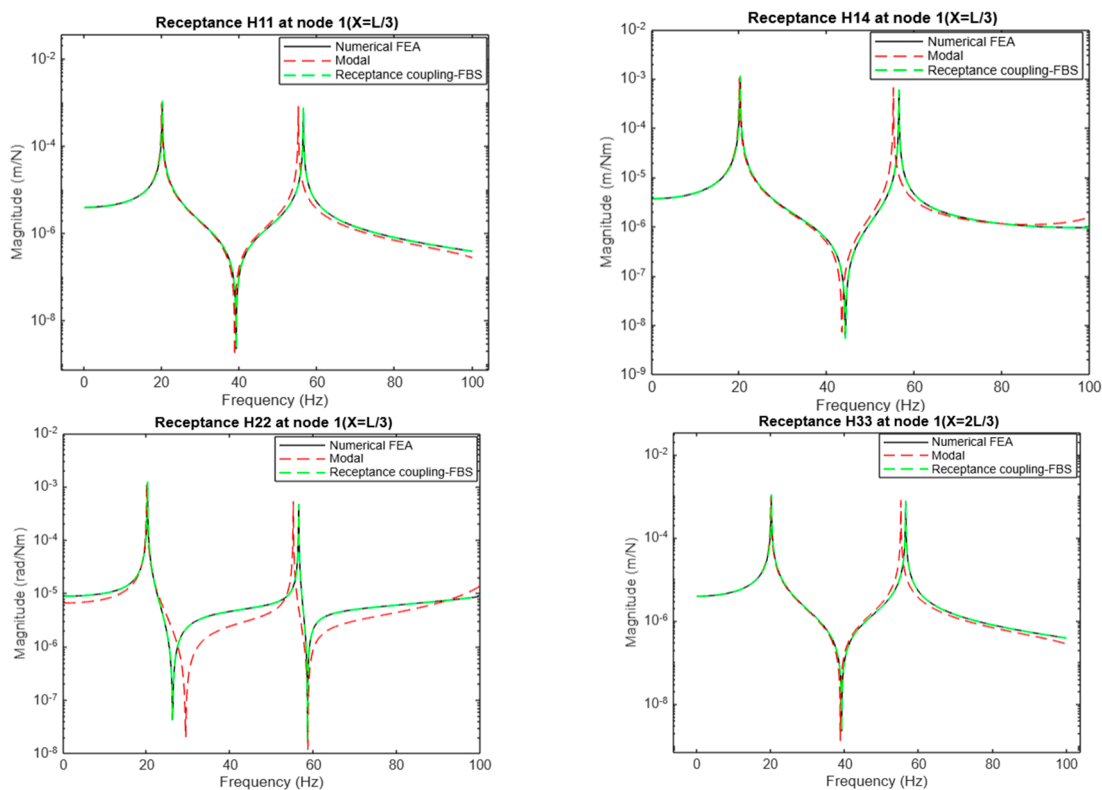 Receptance H11 at node 1(X=L/3)
Numerical FEA
Modal
Receptance coupling-FBS
Magnitude (m/N)
10^-2
10^-4
10^-6
10^-8
0 20 40 60 80 100
Frequency (Hz)
Receptance H14 at node 1(X=L/3)
Numerical FEA
Modal
Receptance coupling-FBS
Magnitude (m/Nm)
10^-2
10^-3
10^-4
10^-5
10^-6
10^-7
10^-8
10^-9
0 20 40 60 80 100
Frequency (Hz)
Receptance H22 at node 1(X=L/3)
Numerical FEA
Modal
Receptance coupling-FBS
Magnitude (rad/Nm)
10^-2
10^-3
10^-4
10^-5
10^-6
10^-7
10^-8
0 20 40 60 80 100
Frequency (Hz)
Receptance H33 at node 1(X=2L/3)
Numerical FEA
Modal
Receptance coupling-FBS
Magnitude (m/N)
10^-2
10^-4
10^-6
10^-8
0 20 40 60 80 100
Frequency (Hz)